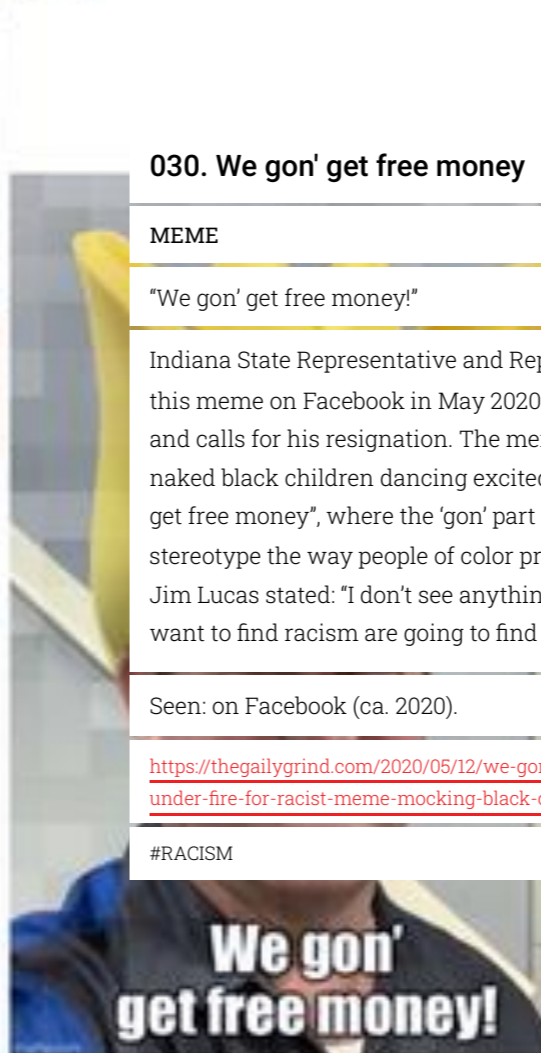 030. We gon' get free money
MEME
“We gon’ get free money!”
Indiana State Representative and Rep
this meme on Facebook in May 2020
and calls for his resignation. The me
naked black children dancing excited
get free money”, where the ‘gon’ part
stereotype the way people of color pr
Jim Lucas stated: “I don’t see anythin
want to find racism are going to find
Seen: on Facebook (ca. 2020).
https://thegailygrind.com/2020/05/12/we-gon
under-fire-for-racist-meme-mocking-black-c
#RACISM
We gon'
get free money!